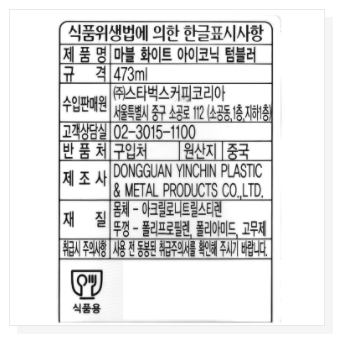 식품위생법에 의한 한글표시사항
제 품 명 마블 화이트 아이코닉 텀블러
규 격 473ml
수입판매원 ㈜스타벅스커피코리아
서울특별시 중구 소공로 112 (소공동,1층,지하1층)
고객상담실 02-3015-1100
반 품 처 구입처 원산지 중국
제 조 사 DONGGUAN YINCHIN PLASTIC
& METAL PRODUCTS CO.,LTD.
재 질 몸체 - 아크릴로니트릴스티렌
뚜껑 - 폴리프로필렌, 폴리아미드, 고무제
취급시 주의사항 사용 전 동봉된 취급주의서를 확인해 주시기 바랍니다.
식품용